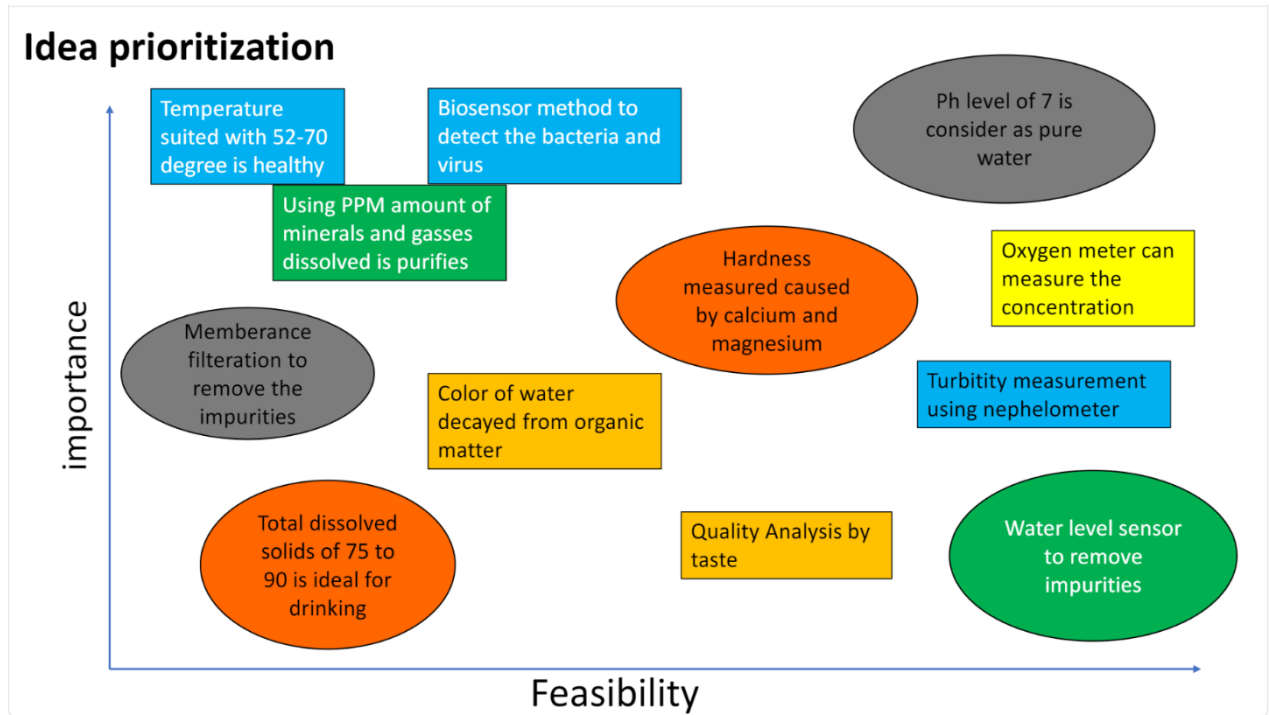 Idea prioritization
Temperature
suited with 52-70
degree is healthy
Biosensor method to
detect the bacteria and
virus
Ph level of 7 is
consider as pure
water
Using PPM amount of
minerals and gasses
dissolved is purifies
Hardness
measured caused
by calcium and
magnesium
Oxygen meter can
measure the
concentration
importance
Memberance
filteration to
remove the
impurities
Color of water
decayed from organic
matter
Turbitity measurement
using nephelometer
Total dissolved
solids of 75 to
90 is ideal for
drinking
Quality Analysis by
taste
Water level sensor
to remove
impurities
Feasibility